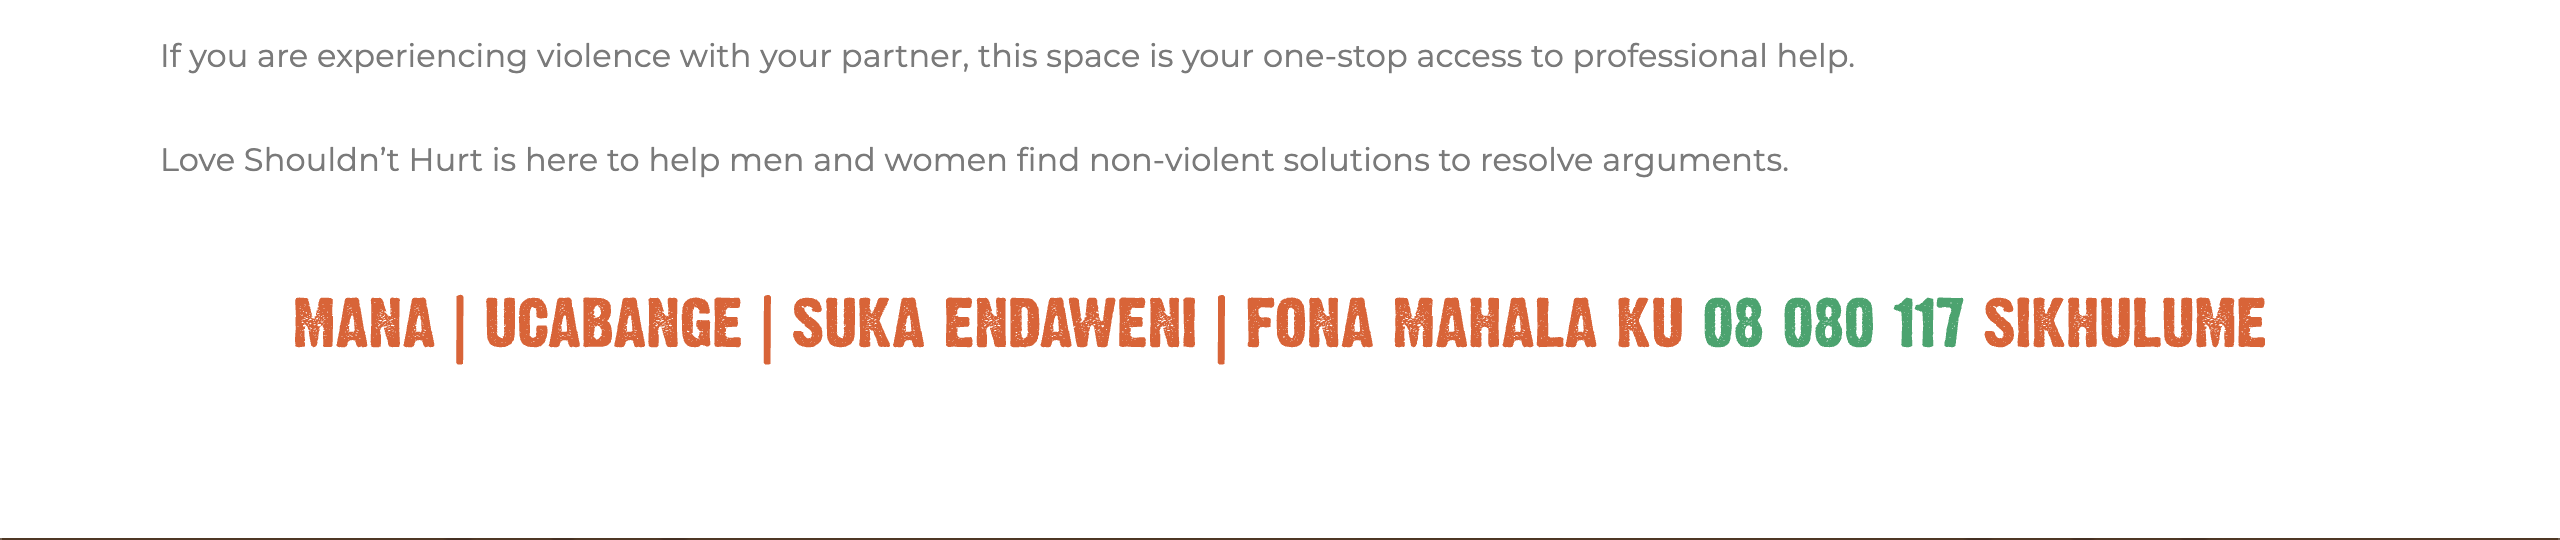 If you are experiencing violence with your partner, this space is your one-stop access to professional help.
Love Shouldn’t Hurt is here to help men and women find non-violent solutions to resolve arguments.
MANA | UCABANGE | SUKA ENDAWENI | FONA MAHALA KU 08 080 117 SIKHULUME